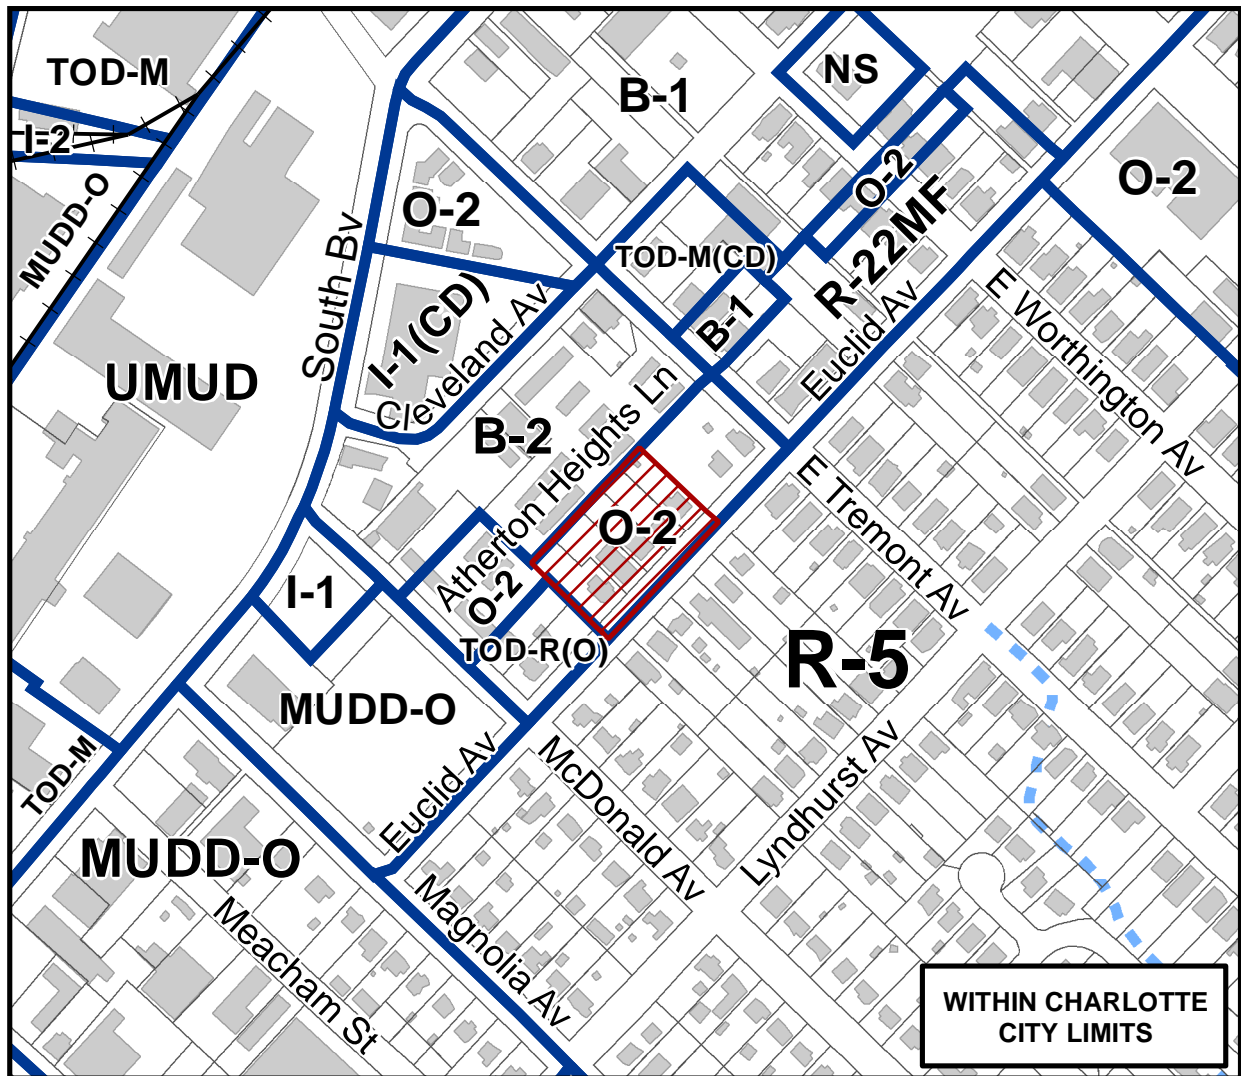 TOD-M
NS
B-1
I-2
O-2
O-2
MUDD-O
O-2
R-22MF
TOD-M(CD)
South Bv
I-1(CD)
B-1
E Worthington Av
Euclid Av
Cleveland Av
UMUD
B-2
Atherton Heights Ln
E Tremont Av
O-2
I-1
O-2
TOD-R(O)
R-5
MUDD-O
TOD-M
Euclid Av
McDonald Av
Lyndhurst Av
MUDD-O
Magnolia Av
Meacham St
WITHIN CHARLOTTE
CITY LIMITS